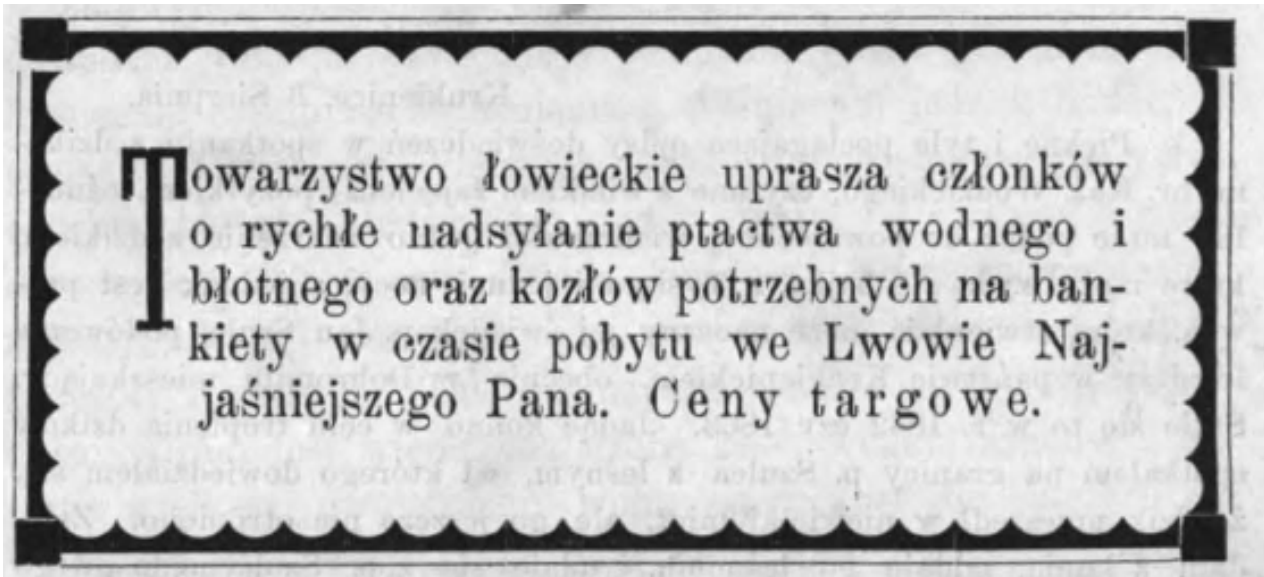 Towarzystwo łowieckie uprasza członków
o rychłe nadsyłanie ptactwa wodnego i
błotnego oraz kozłów potrzebnych na ban-
kiety w czasie pobytu we Lwowie Naj-
jaśniejszego Pana. Ceny targowe.